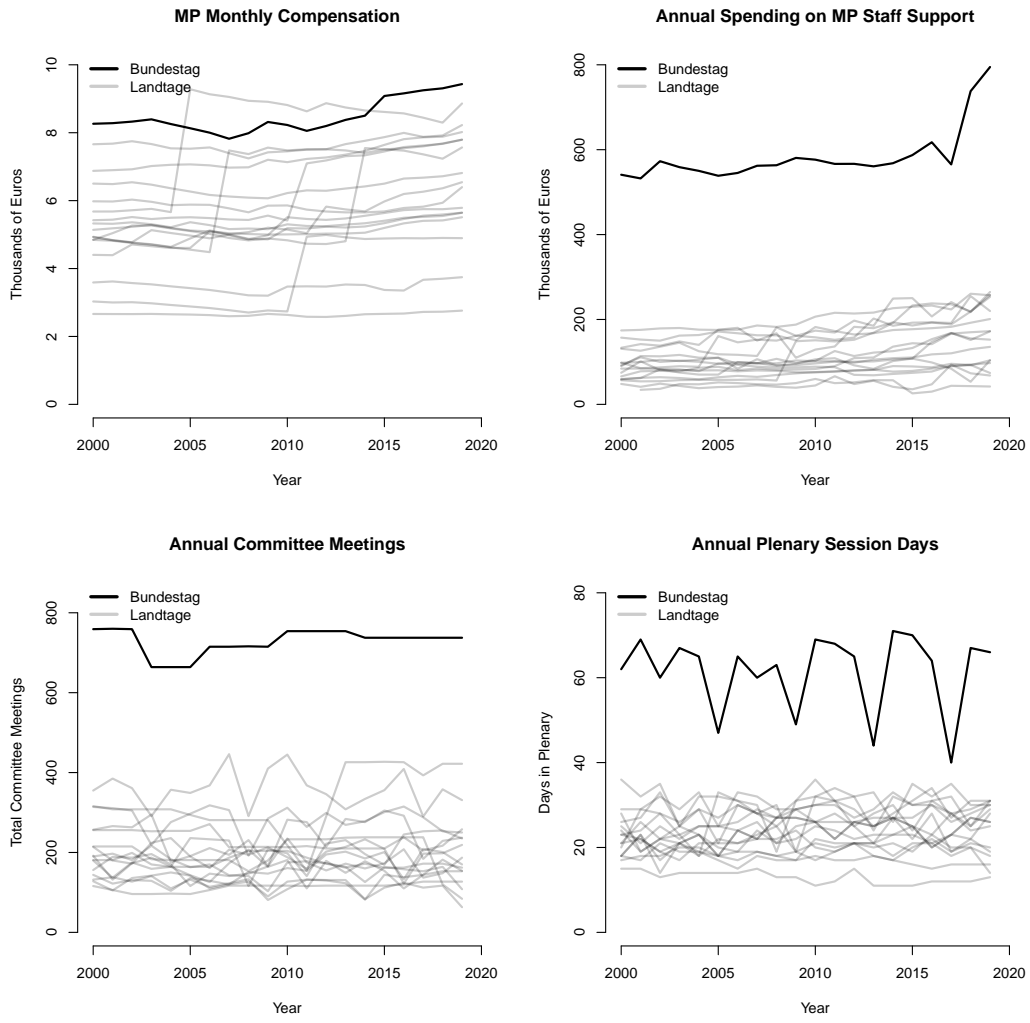 MP Monthly Compensation
Thousands of Euros
10
8
6
4
2
0
Bundestag
Landtage
2000 2005 2010 2015 2020
Year
Annual Spending on MP Staff Support
Thousands of Euros
800
600
400
200
0
Bundestag
Landtage
2000 2005 2010 2015 2020
Year
Annual Committee Meetings
Total Committee Meetings
800
600
400
200
0
Bundestag
Landtage
2000 2005 2010 2015 2020
Year
Annual Plenary Session Days
Days in Plenary
80
60
40
20
0
Bundestag
Landtage
2000 2005 2010 2015 2020
Year